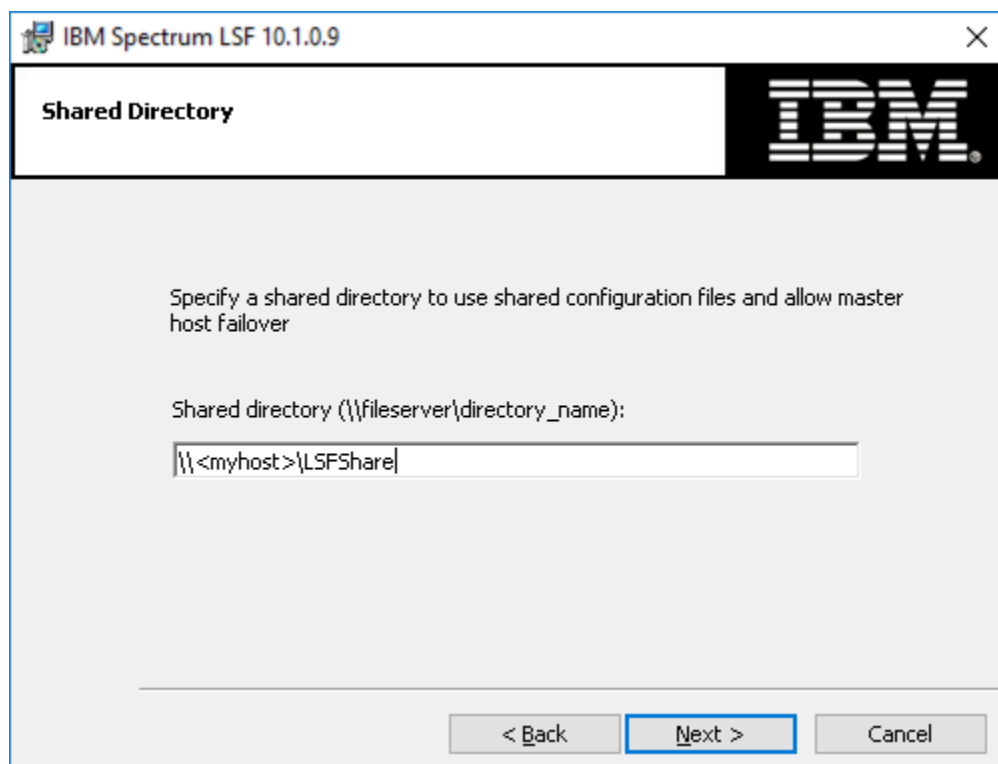 IBM Spectrum LSF 10.1.0.9
Shared Directory
IBM®
Specify a shared directory to use shared configuration files and allow master
host failover
Shared directory (\\fileserver\directory_name):
\\<myhost>\LSFShare
< Back
Next >
Cancel